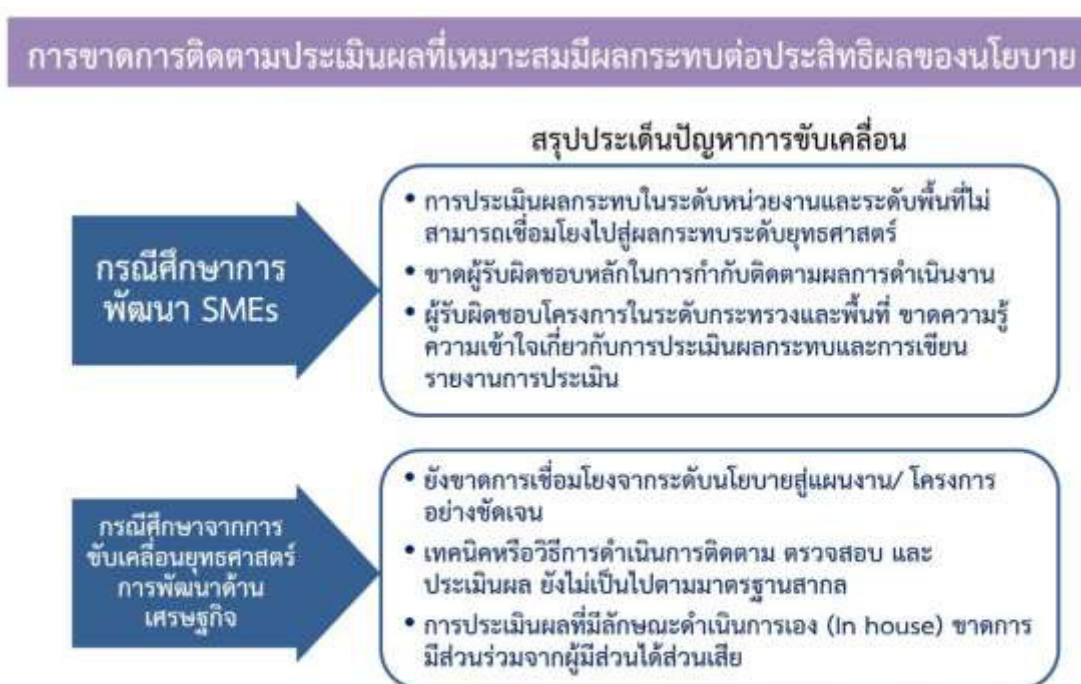 การขาดการติดตามประเมินผลที่เหมาะสมมีผลกระทบต่อประสิทธิผลของนโยบาย
สรุปประเด็นปัญหาการขับเคลื่อน
กรณีศึกษาการ
พัฒนา SMEs
• การประเมินผลกระทบในระดับหน่วยงานและระดับพื้นที่ไม่
สามารถเชื่อมโยงไปสู่ผลกระทบระดับยุทธศาสตร์
• ขาดผู้รับผิดชอบหลักในการกำกับติดตามผลการดำเนินงาน
• ผู้รับผิดชอบโครงการในระดับกระทรวงและพื้นที่ ขาดความรู้
ความเข้าใจเกี่ยวกับการประเมินผลกระทบและการเขียน
รายงานการประเมิน
กรณีศึกษาจากการ
ขับเคลื่อนยุทธศาสตร์
การพัฒนาด้าน
เศรษฐกิจ
• ยังขาดการเชื่อมโยงจากระดับนโยบายสู่แผนงาน/ โครงการ
อย่างชัดเจน
• เทคนิคหรือวิธีการดำเนินการติดตาม ตรวจสอบ และ
ประเมินผล ยังไม่เป็นไปตามมาตรฐานสากล
• การประเมินผลที่มีลักษณะดำเนินการเอง (In house) ขาดการ
มีส่วนร่วมจากผู้มีส่วนได้ส่วนเสีย